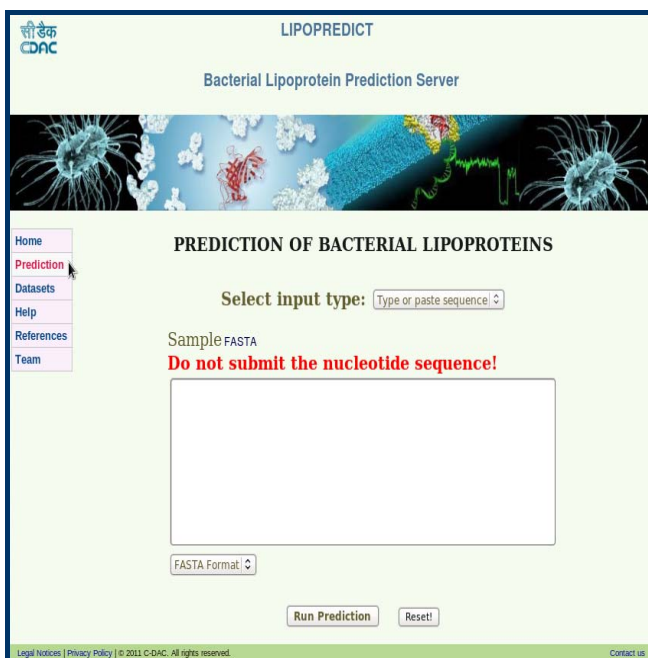 सी डैक
CDAC
LIPOPREDICT
Bacterial Lipoprotein Prediction Server
Home
Prediction
Datasets
Help
References
Team
PREDICTION OF BACTERIAL LIPOPROTEINS
Select input type: Type or paste sequence
Sample FASTA
Do not submit the nucleotide sequence!
FASTA Format
Run Prediction Reset!
Legal Notices | Privacy Policy | © 2011 C-DAC. All rights reserved. Contact us